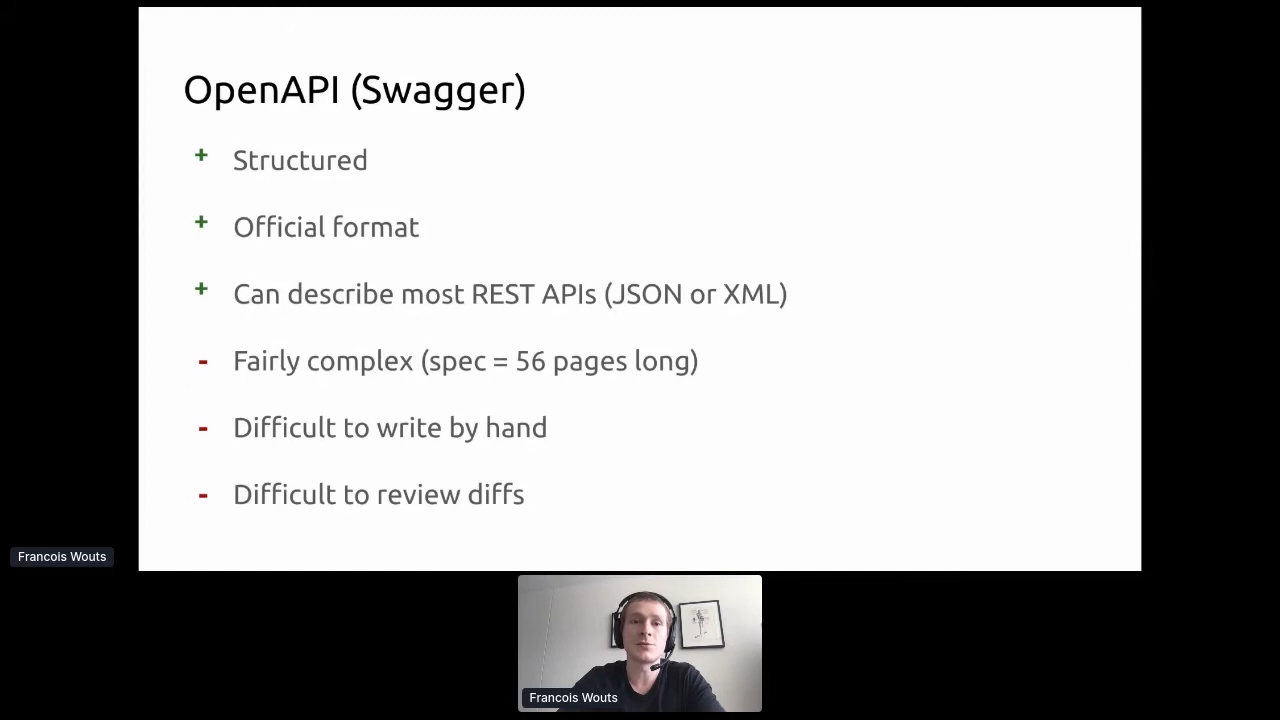 OpenAPI (Swagger)
+ Structured
+ Official format
+ Can describe most REST APIs (JSON or XML)
- Fairly complex (spec = 56 pages long)
- Difficult to write by hand
- Difficult to review diffs
Francois Wouts
Francois Wouts